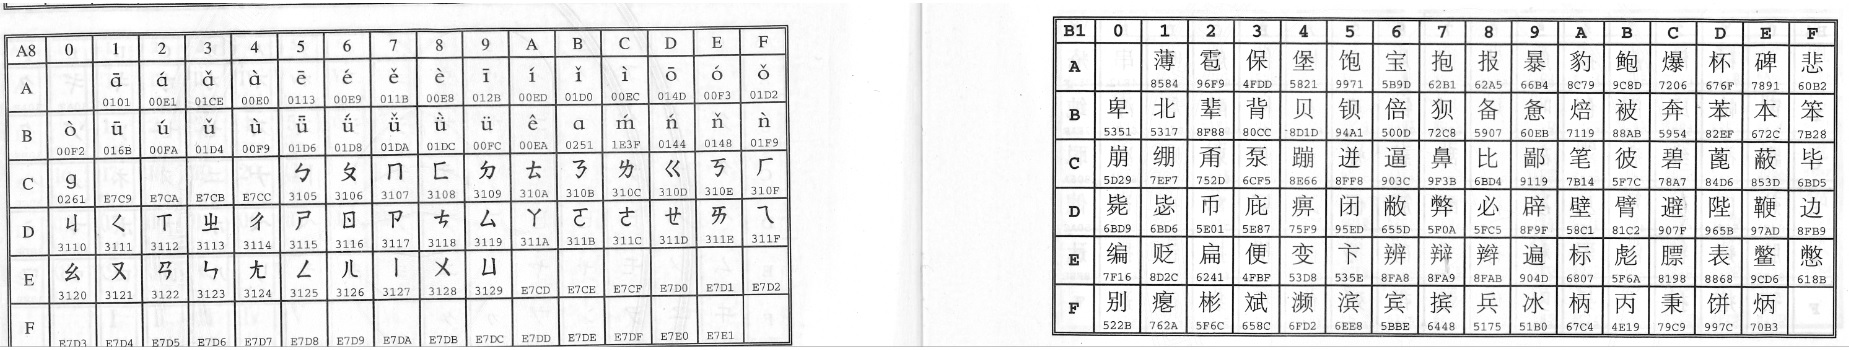 A8 0 1 2 3 4 5 6 7 8 9 A B C D E F
A ā á ǎ à ē é ě è ī í ǐ ì ō ó ǒ
0101 00E1 01CE 00E0 0113 00E9 011B 00E8 012B 00ED 01D0 00EC 014D 00F3 01D2
B ò ū ú ǔ ù ǖ ǘ ǚ ǜ ü ê ɑ ḿ ń ň ǹ
00F2 016B 00FA 01D4 00F9 01D6 01D8 01DA 01DC 00FC 00EA 0251 1E3F 0144 0148 01F9
C ɡ ㄅ ㄆ ㄇ ㄈ ㄉ ㄊ ㄋ ㄌ ㄍ ㄎ ㄏ
0261 E7C9 E7CA E7CB E7CC 3105 3106 3107 3108 3109 310A 310B 310C 310D 310E 310F
D ㄐ ㄑ ㄒ ㄓ ㄔ ㄕ ㄖ ㄗ ㄘ ㄙ ㄚ ㄛ ㄜ ㄝ ㄞ ㄟ
3110 3111 3112 3113 3114 3115 3116 3117 3118 3119 311A 311B 311C 311D 311E 311F
E ㄠ ㄡ ㄢ ㄣ ㄤ ㄥ ㄦ ㄧ ㄨ ㄩ
3120 3121 3122 3123 3124 3125 3126 3127 3128 3129 E7CD E7CE E7CF E7D0 E7D1 E7D2
F
E7D3 E7D4 E7D5 E7D6 E7D7 E7D8 E7D9 E7DA E7DB E7DC E7DD E7DE E7DF E7E0 E7E1
B1 0 1 2 3 4 5 6 7 8 9 A B C D E F
A 薄 雹 保 堡 饱 宝 抱 报 暴 豹 鲍 爆 杯 碑 悲
8584 96F9 4FDD 5821 9971 5B9D 62B1 62A5 66B4 8C79 9C8D 7206 676F 7891 60B2
B 卑 北 辈 背 贝 钡 倍 狈 备 惫 焙 被 奔 苯 本 笨
5351 5317 8F88 80CC 8D1D 94A1 500D 72C8 5907 60EB 7119 88AB 5954 82EF 672C 7B28
C 崩 绷 甭 泵 蹦 迸 逼 鼻 比 鄙 笔 彼 碧 蓖 蔽 毕
5D29 7EF7 752D 6CF5 8E66 8FF8 903C 9F3B 6BD4 9119 7B14 5F7C 78A7 84D6 853D 6BD5
D 毙 毖 币 庇 痹 闭 敝 弊 必 辟 壁 臂 避 陛 鞭 边
6BD9 6BD6 5E01 5E87 75F9 95ED 655D 5F0A 5FC5 8F9F 58C1 81C2 907F 965B 97AD 8FB9
E 编 贬 扁 便 变 卞 辨 辩 辫 遍 标 彪 膘 表 鳖 憋
7F16 8D2C 6241 4FBF 53D8 535E 8FA8 8FA9 8FAB 904D 6807 5F6A 8198 8868 9CD6 618B
F 别 瘪 彬 斌 濒 滨 宾 摈 兵 冰 柄 丙 秉 饼 炳
522B 762A 5F6C 658C 6FD2 6EE8 5BBE 6448 5175 51B0 67C4 4E19 79C9 997C 70B3